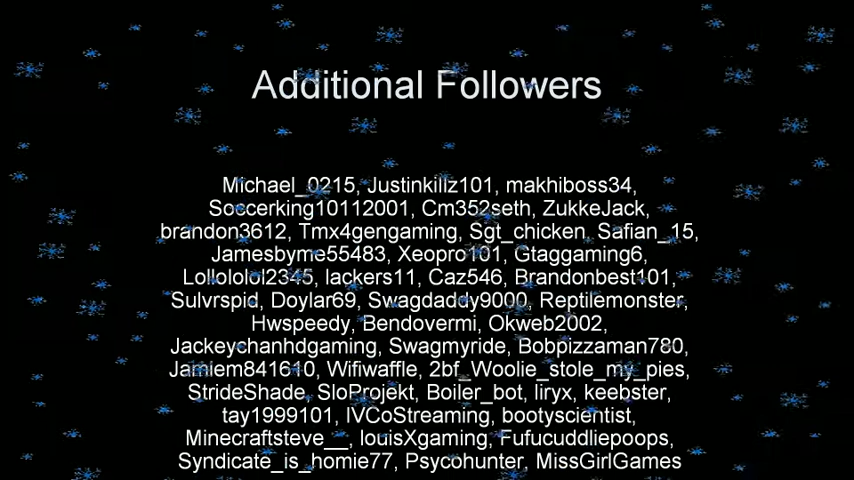 Additional Followers
Michael_0215, Justinkillz101, makhiboss34,
Soccerking10112001, Cm352seth, ZukkeJack,
brandon3612, Tmx4gengaming, Sgt_chicken, Safian_15,
Jamesbyme55483, Xeopro101, Gtaggaming6,
Lollolololol2345, lackers11, Caz546, Brandonbest101,
Sulvrspid, Doylar69, Swagdaddy9000, Reptilemonster,
Hwspeedy, Bendovermi, Okweb2002,
Jackeychanhdgaming, Swagmyride, Bobpizzaman780,
Jamiem841610, Wifiwaffle, 2bf_Woolie_stole_my_pies,
StrideShade, SloProjekt, Boiler_bot, liryx, keebster,
tay1999101, IVCoStreaming, bootyscientist,
Minecraftsteve__, louisXgaming, Fufucuddliepoops,
Syndicate_is_homie77, Psycohunter, MissGirlGames